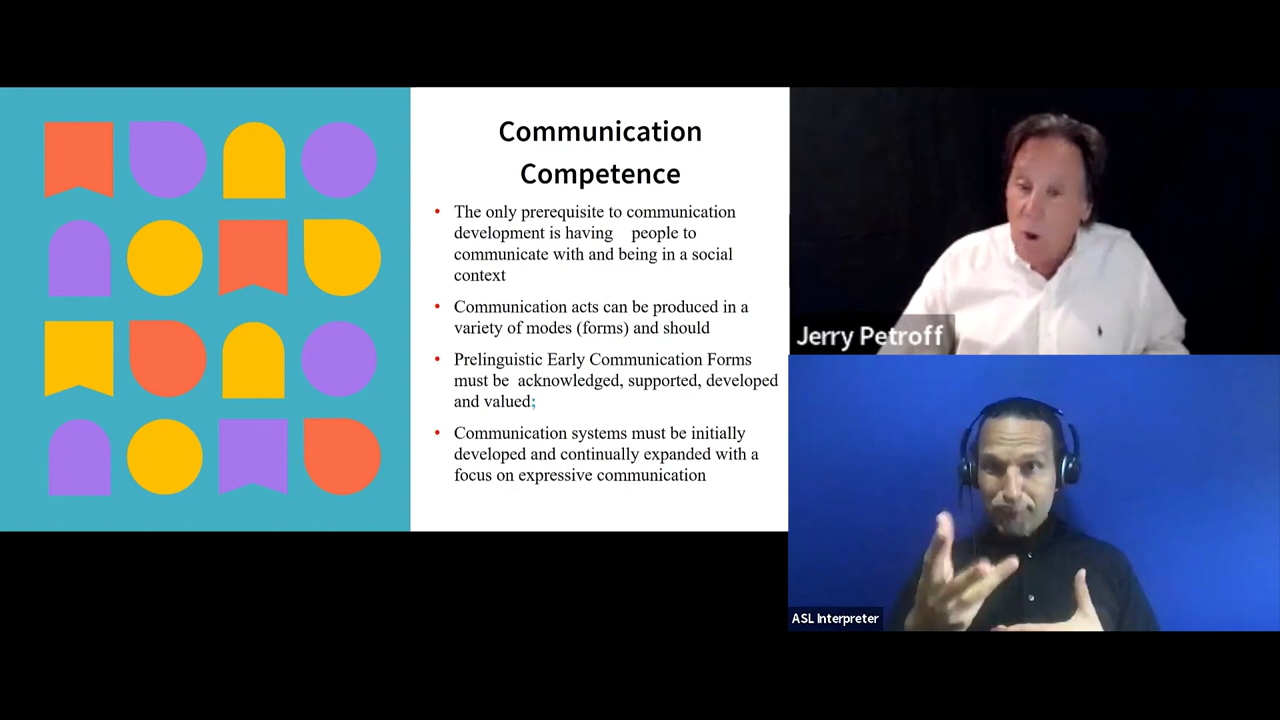 Communication
Competence
• The only prerequisite to communication
development is having people to
communicate with and being in a social
context
• Communication acts can be produced in a
variety of modes (forms) and should
• Prelinguistic Early Communication Forms
must be acknowledged, supported, developed
and valued;
• Communication systems must be initially
developed and continually expanded with a
focus on expressive communication
Jerry Petroff
ASL Interpreter